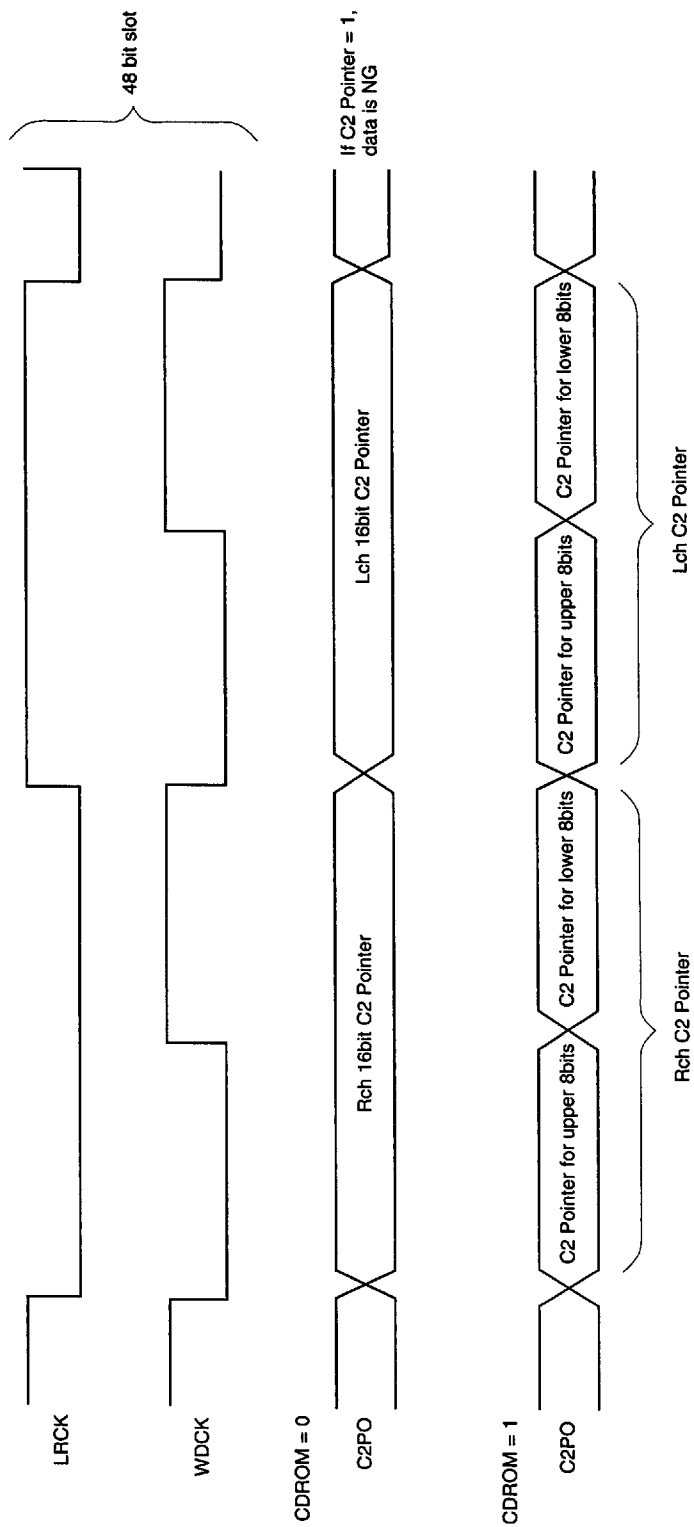 LRCK
48 bit slot
WDCK
CDROM = 0
C2PO
Rch 16bit C2 Pointer
Lch 16bit C2 Pointer
If C2 Pointer = 1,
data is NG
CDROM = 1
C2PO
C2 Pointer for upper 8bits
C2 Pointer for lower 8bits
C2 Pointer for upper 8bits
C2 Pointer for lower 8bits
Rch C2 Pointer
Lch C2 Pointer